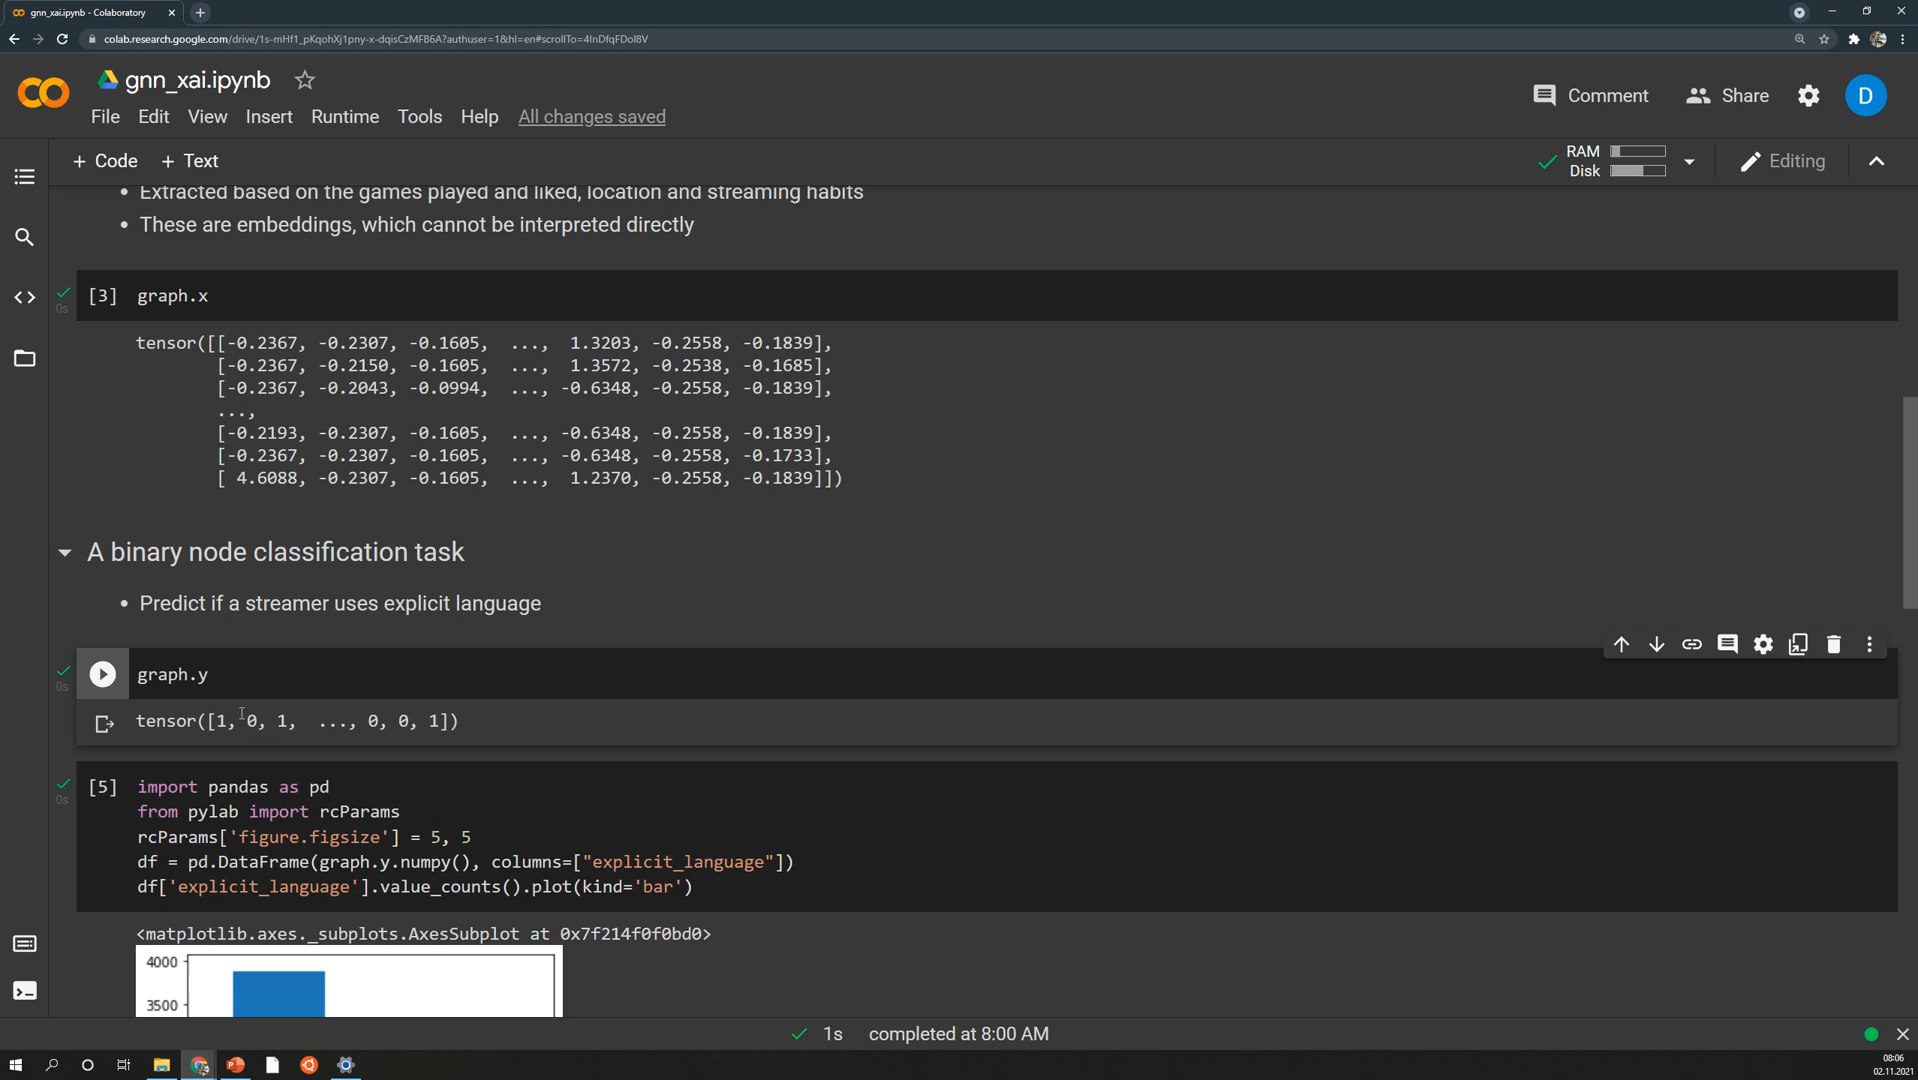 gnn_xai.ipynb - Colaboratory
colab.research.google.com/drive/1s-mHf1_pKqohXj1pny-x-dqisCzMFB6A?authuser=1&hl=en#scrollTo=4InDfqFDoI8V
gnn_xai.ipynb
Comment
Share
D
File Edit View Insert Runtime Tools Help All changes saved
+ Code + Text
RAM
Disk
Editing
• Extracted based on the games played and liked, location and streaming habits
• These are embeddings, which cannot be interpreted directly
[3] graph.x
0s
tensor([[-0.2367, -0.2307, -0.1605, ..., 1.3203, -0.2558, -0.1839],
[-0.2367, -0.2150, -0.1605, ..., 1.3572, -0.2538, -0.1685],
[-0.2367, -0.2043, -0.0994, ..., -0.6348, -0.2558, -0.1839],
...,
[-0.2193, -0.2307, -0.1605, ..., -0.6348, -0.2558, -0.1839],
[-0.2367, -0.2307, -0.1605, ..., -0.6348, -0.2558, -0.1733],
[ 4.6088, -0.2307, -0.1605, ..., 1.2370, -0.2558, -0.1839]])
A binary node classification task
• Predict if a streamer uses explicit language
graph.y
0s
tensor([1, 0, 1, ..., 0, 0, 1])
[5] import pandas as pd
0s
from pylab import rcParams
rcParams['figure.figsize'] = 5, 5
df = pd.DataFrame(graph.y.numpy(), columns=["explicit_language"])
df['explicit_language'].value_counts().plot(kind='bar')
<matplotlib.axes._subplots.AxesSubplot at 0x7f214f0f0bd0>
4000
3500
1s completed at 8:00 AM
08:06
02.11.2021